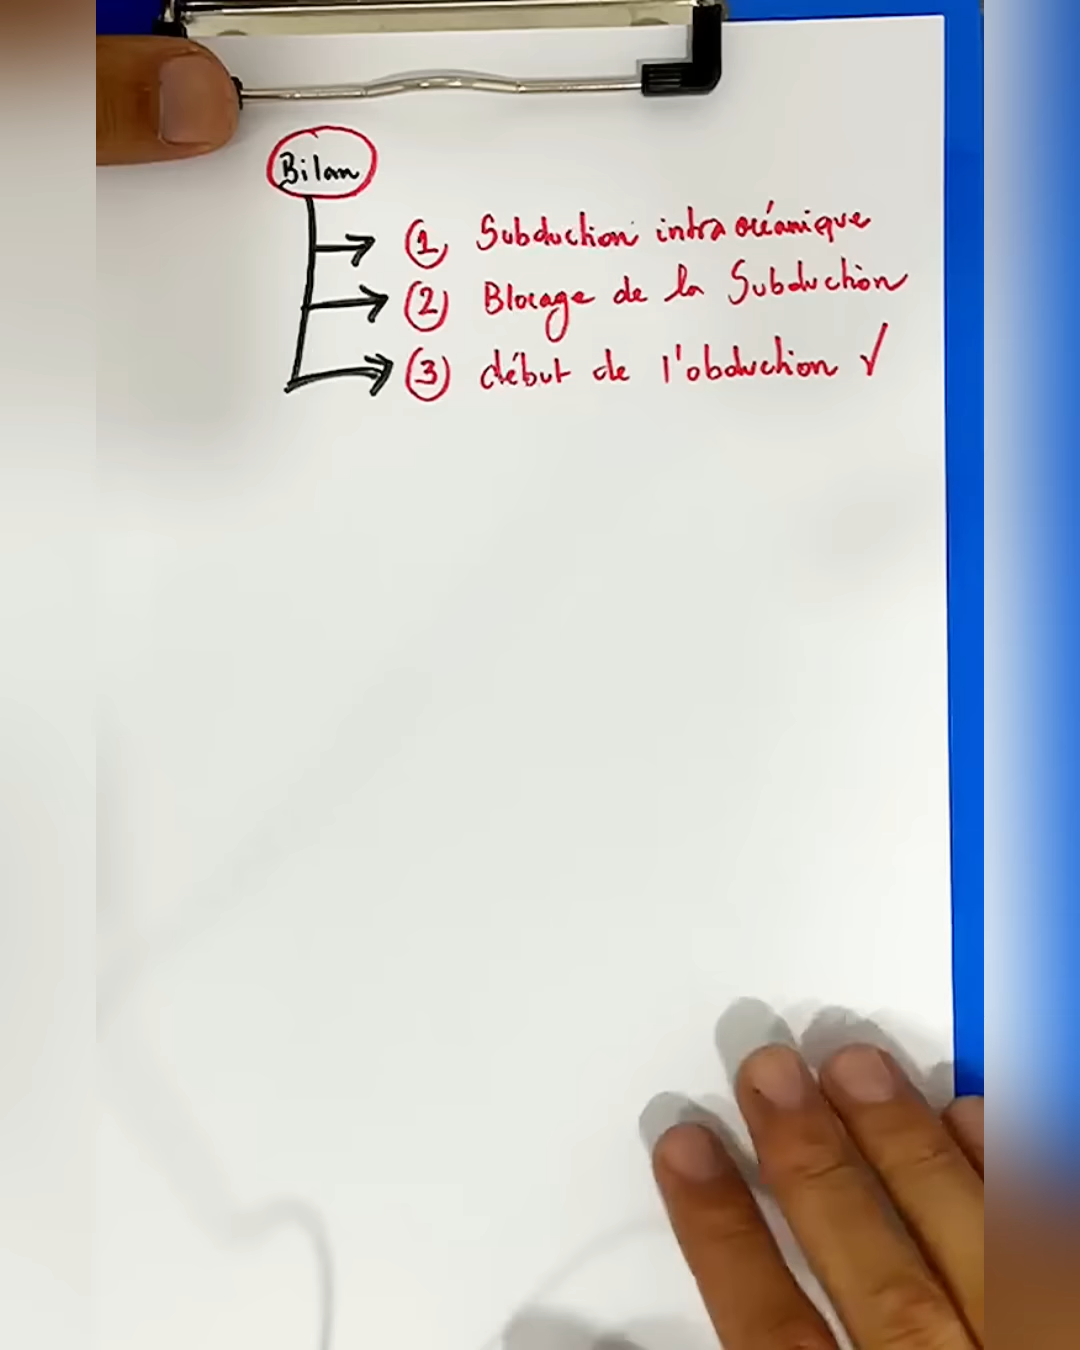 Bilan
1 Subduction intra océanique
2 Blocage de la Subduction
3 début de l'obduction ✓